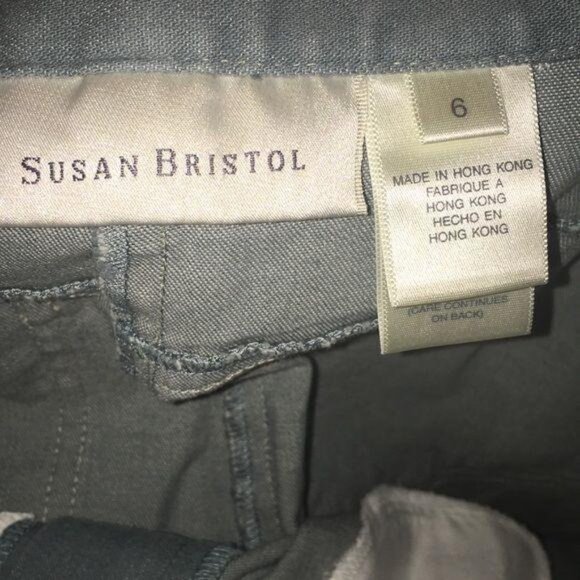 SUSAN BRISTOL
6
MADE IN HONG KONG
FABRIQUE A
HONG KONG
HECHO EN
HONG KONG
(CARE CONTINUES
ON BACK)